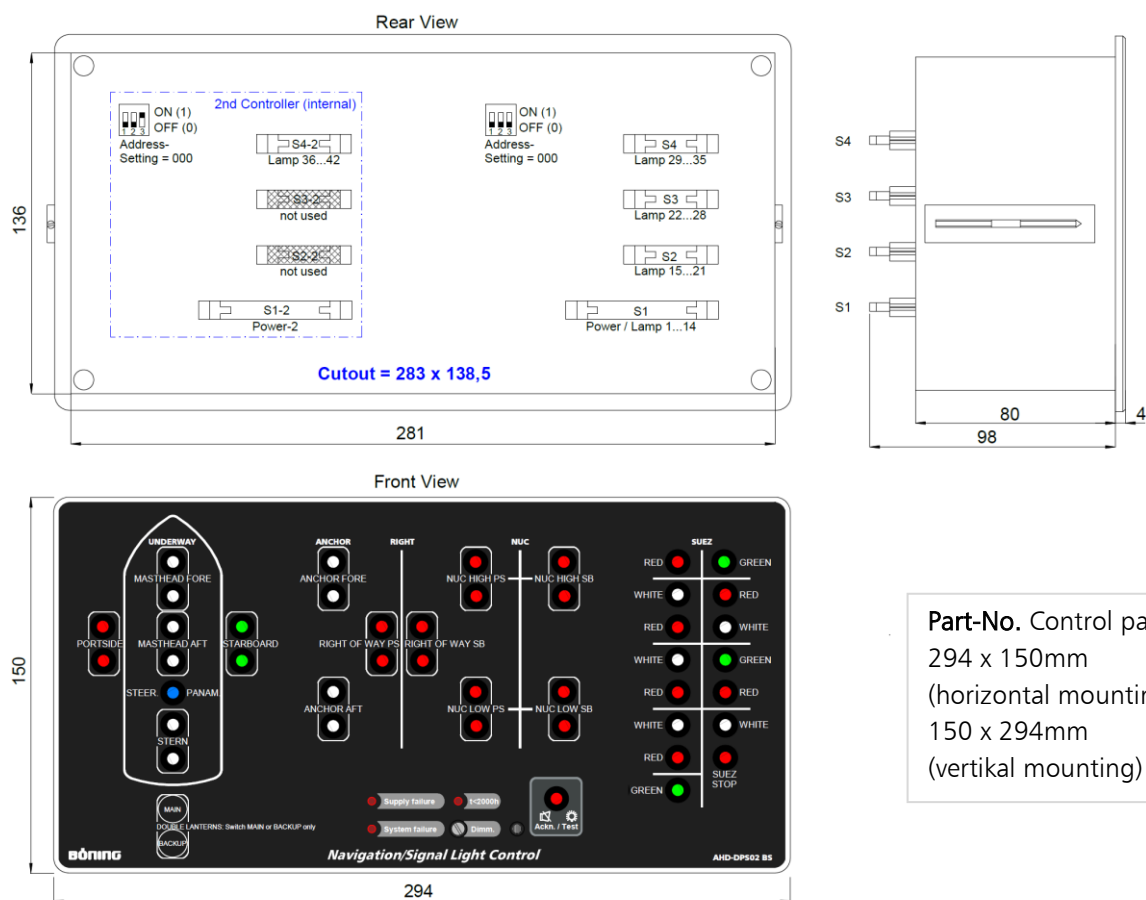 Rear View
2nd Controller (internal)
ON (1)
OFF (0)
1 2 3
Address-
Setting = 000
S4-2
Lamp 36...42
S3-2
not used
S2-2
not used
S1-2
Power-2
ON (1)
OFF (0)
1 2 3
Address-
Setting = 000
S4
Lamp 29...35
S3
Lamp 22...28
S2
Lamp 15...21
S1
Power / Lamp 1...14
Cutout = 283 x 138,5
136
281
S4
S3
S2
S1
80
4
98
Front View
150
UNDERWAY
MASTHEAD FORE
PORTSIDE
MASTHEAD AFT
STARBOARD
STEER.
PANAM.
STERN
MAIN
DOUBLE LANTERNS: Switch MAIN or BACKUP only
BACKUP
BÖNING
ANCHOR
ANCHOR FORE
ANCHOR AFT
RIGHT
RIGHT OF WAY PS
RIGHT OF WAY SB
NUC
NUC HIGH PS
NUC HIGH SB
NUC LOW PS
NUC LOW SB
SUEZ
RED
GREEN
WHITE
RED
RED
WHITE
WHITE
GREEN
RED
RED
WHITE
WHITE
RED
SUEZ
STOP
GREEN
Supply failure
t<2000h
System failure
Dimm.
Ackn. / Test
Navigation/Signal Light Control
AHD-DPS02 BS
294
Part-No. Control pa
294 x 150mm
(horizontal mountin
150 x 294mm
(vertikal mounting)